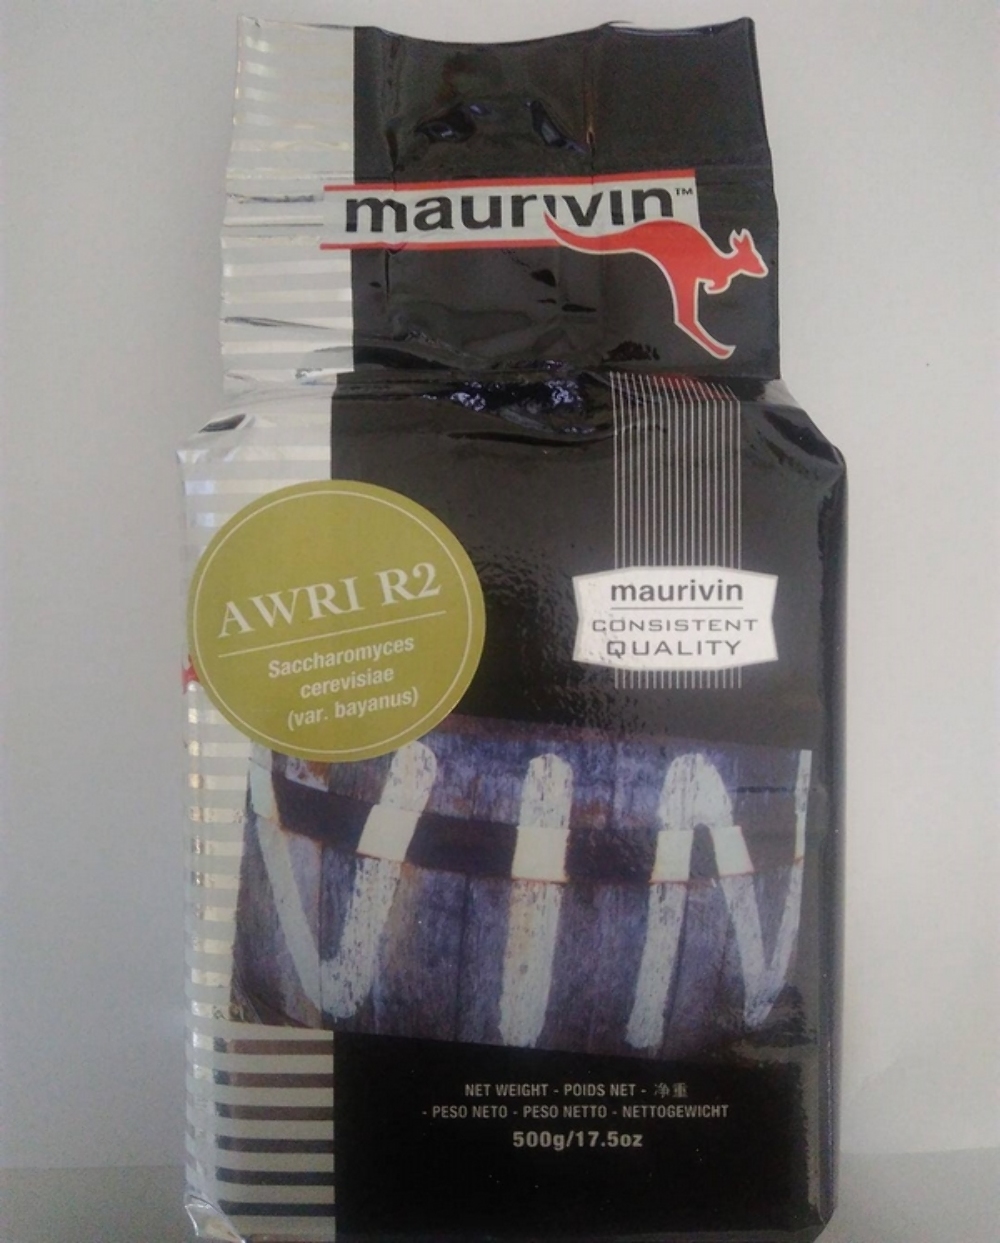 maurivin™
AWRI R2
Saccharomyces
cerevisiae
(var. bayanus)
maurivin
CONSISTENT
QUALITY
VIN
NET WEIGHT - POIDS NET - 净重
- PESO NETO - PESO NETTO - NETTOGEWICHT
500g/17.5oz